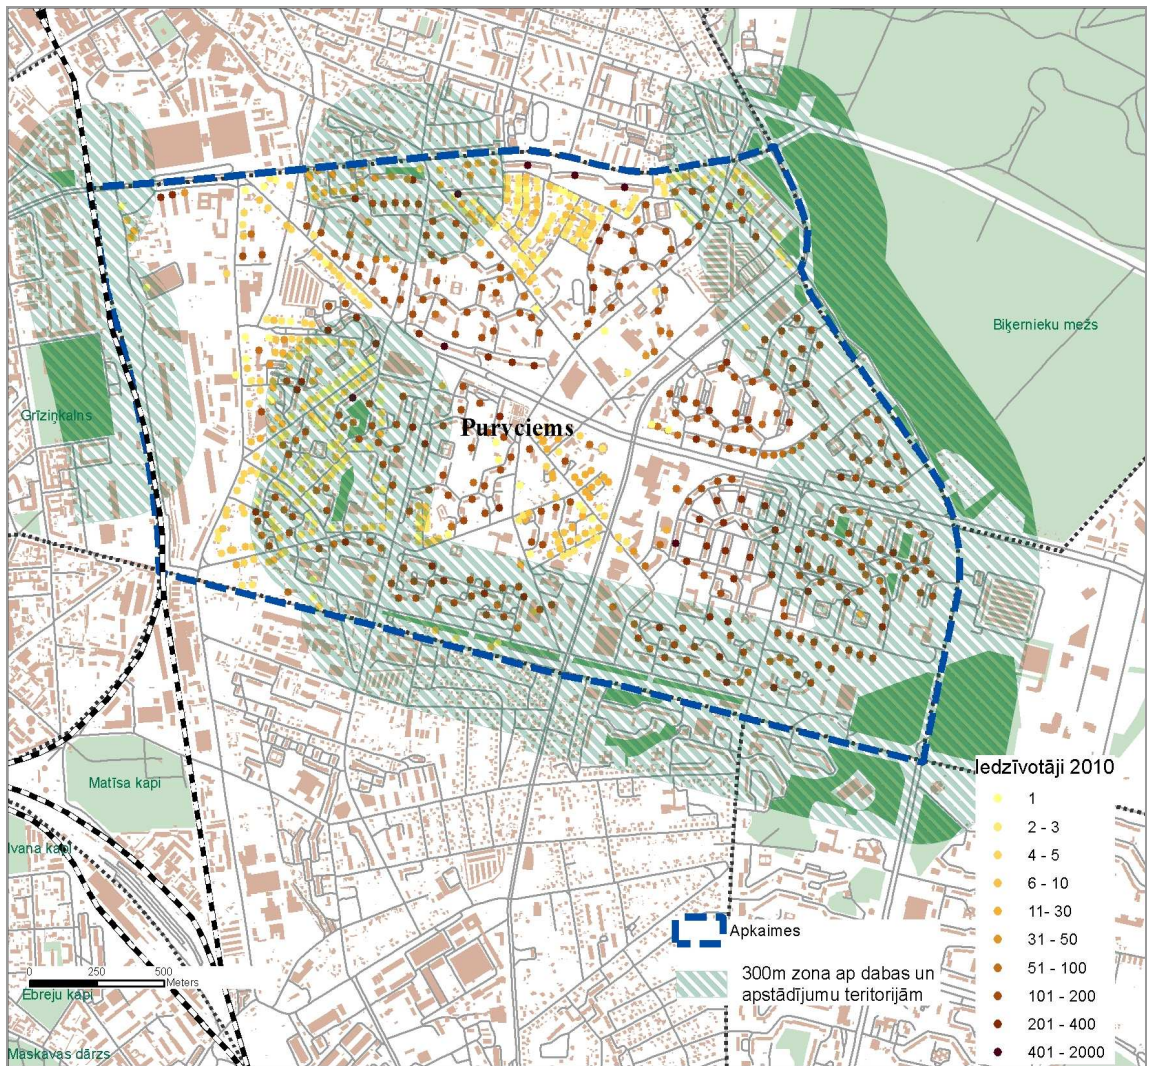 Biķernieku mežs
Grīziņkalns
Purvciems
Matīsa kapi
Ivana kapi
Ebreju kapi
Maskavas dārzs
0 250 500
Meters
Iedzīvotāji 2010
1
2 - 3
4 - 5
6 - 10
11- 30
31 - 50
51 - 100
101 - 200
201 - 400
401 - 2000
Apkaimes
300m zona ap dabas un
apstādījumu teritorijām